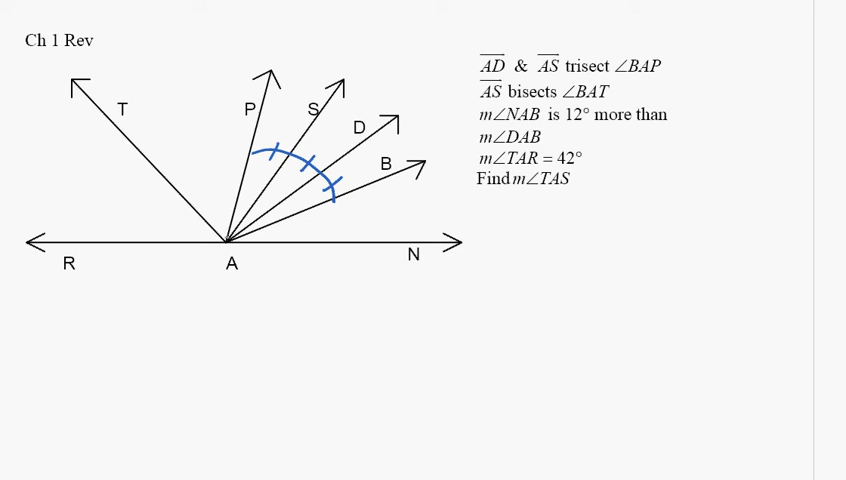 Ch 1 Rev
AD & AS trisect ∠BAP
AS bisects ∠BAT
m∠NAB is 12° more than
m∠DAB
m∠TAR = 42°
Find m∠TAS
T
P
S
D
B
R
A
N